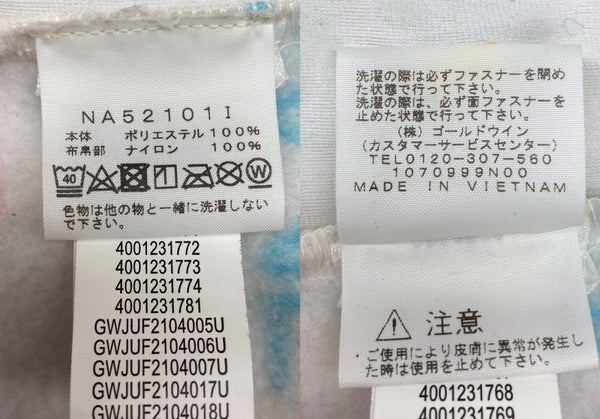 NA52101I
本体 ポリエステル 100%
布帛部 ナイロン 100%
40
W
色物は他の物と一緒に洗濯しない
で下さい。
4001231772
4001231773
4001231774
4001231781
GWJUF2104005U
GWJUF2104006U
GWJUF2104007U
GWJUF2104017U
GWJUF2104018U
洗濯の際は必ずファスナーを閉め
た状態で行って下さい。
洗濯の際は、必ず面ファスナーを
止めた状態で行って下さい。
(株) ゴールドウイン
(カスタマーサービスセンター)
TEL0120-307-560
1070999N00
MADE IN VIETNAM
注意
・ご使用により皮膚に異常が発生し
た時は使用を止めて下さい。
4001231768
4001231769